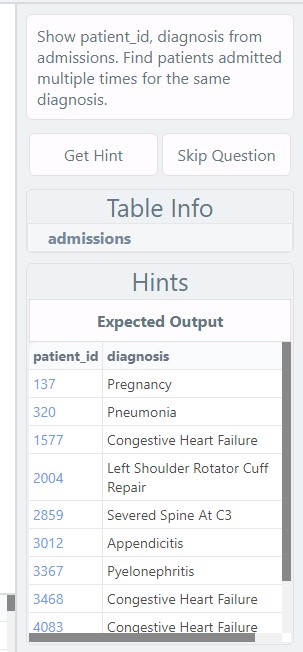 Show patient_id, diagnosis from
admissions. Find patients admitted
multiple times for the same
diagnosis.
Get Hint
Skip Question
Table Info
admissions
Hints
Expected Output
patient_id diagnosis
137 Pregnancy
320 Pneumonia
1577 Congestive Heart Failure
2004 Left Shoulder Rotator Cuff
Repair
2859 Severed Spine At C3
3012 Appendicitis
3367 Pyelonephritis
3468 Congestive Heart Failure
4083 Congestive Heart Failure